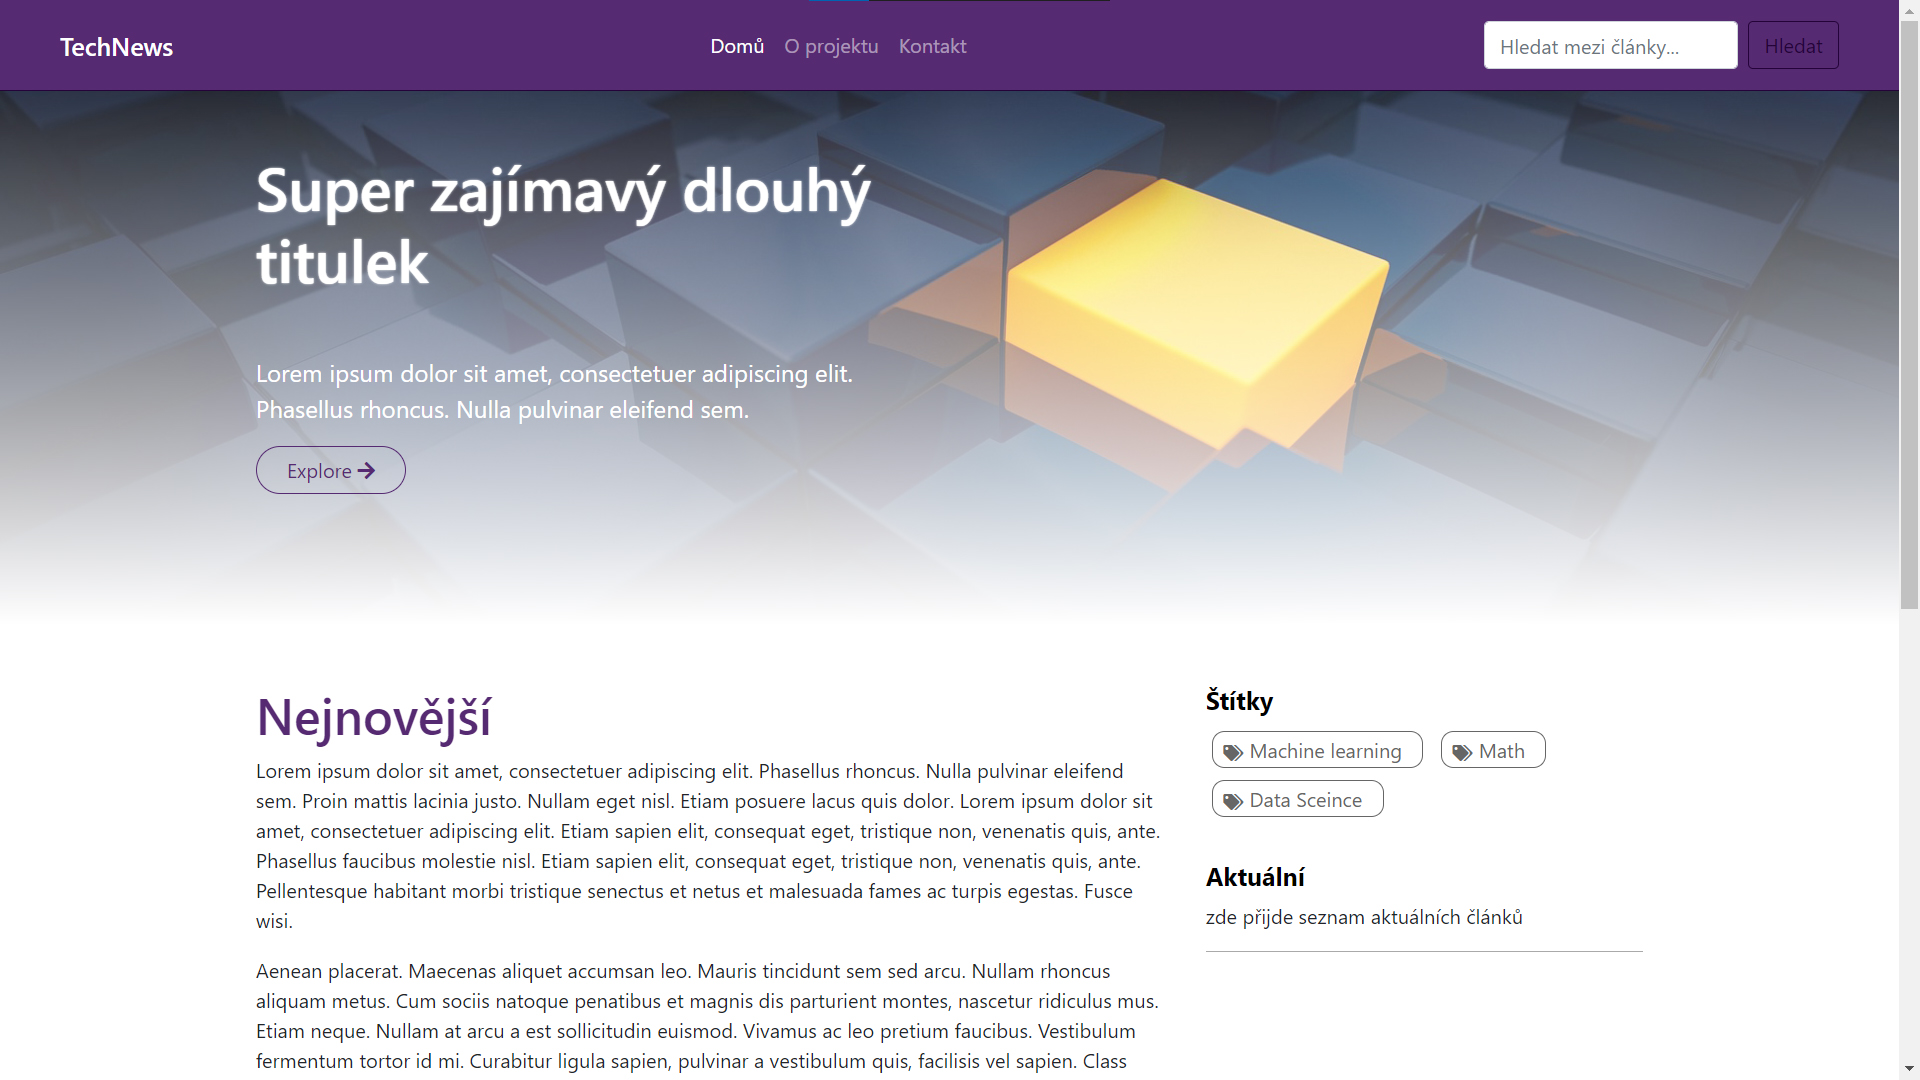 TechNews
Domů O projektu Kontakt
Hledat mezi články...
Hledat
Super zajímavý dlouhý
titulek
Lorem ipsum dolor sit amet, consectetuer adipiscing elit.
Phasellus rhoncus. Nulla pulvinar eleifend sem.
Explore
Nejnovější
Lorem ipsum dolor sit amet, consectetuer adipiscing elit. Phasellus rhoncus. Nulla pulvinar eleifend
sem. Proin mattis lacinia justo. Nullam eget nisl. Etiam posuere lacus quis dolor. Lorem ipsum dolor sit
amet, consectetuer adipiscing elit. Etiam sapien elit, consequat eget, tristique non, venenatis quis, ante.
Phasellus faucibus molestie nisl. Etiam sapien elit, consequat eget, tristique non, venenatis quis, ante.
Pellentesque habitant morbi tristique senectus et netus et malesuada fames ac turpis egestas. Fusce
wisi.
Aenean placerat. Maecenas aliquet accumsan leo. Mauris tincidunt sem sed arcu. Nullam rhoncus
aliquam metus. Cum sociis natoque penatibus et magnis dis parturient montes, nascetur ridiculus mus.
Etiam neque. Nullam at arcu a est sollicitudin euismod. Vivamus ac leo pretium faucibus. Vestibulum
fermentum tortor id mi. Curabitur ligula sapien, pulvinar a vestibulum quis, facilisis vel sapien. Class
Štítky
Machine learning
Math
Data Sceince
Aktuální
zde přijde seznam aktuálních článků